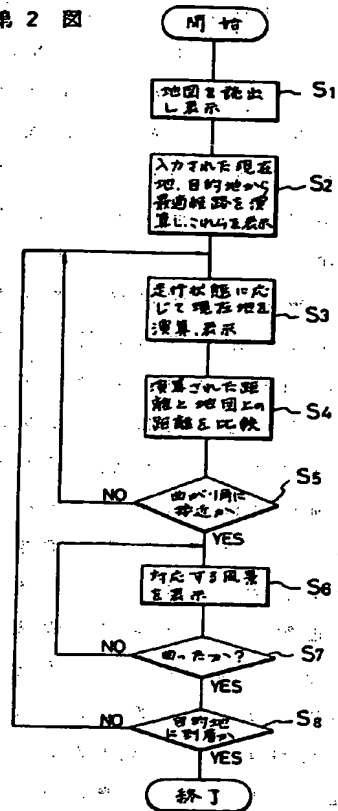 第 2 図
開始
地図を読出
し表示
S1
入力された現在
地、目的地から
最適経路を演
算し、これらを表示
S2
走行状態に応
じて現在地を
演算、表示
S3
演算された距
離と地図上の
距離を比較
S4
曲がり角に
接近か
S5
NO
YES
対応する風景
を表示
S6
曲ったか?
S7
NO
YES
目的地
に到着か
S8
NO
YES
終了